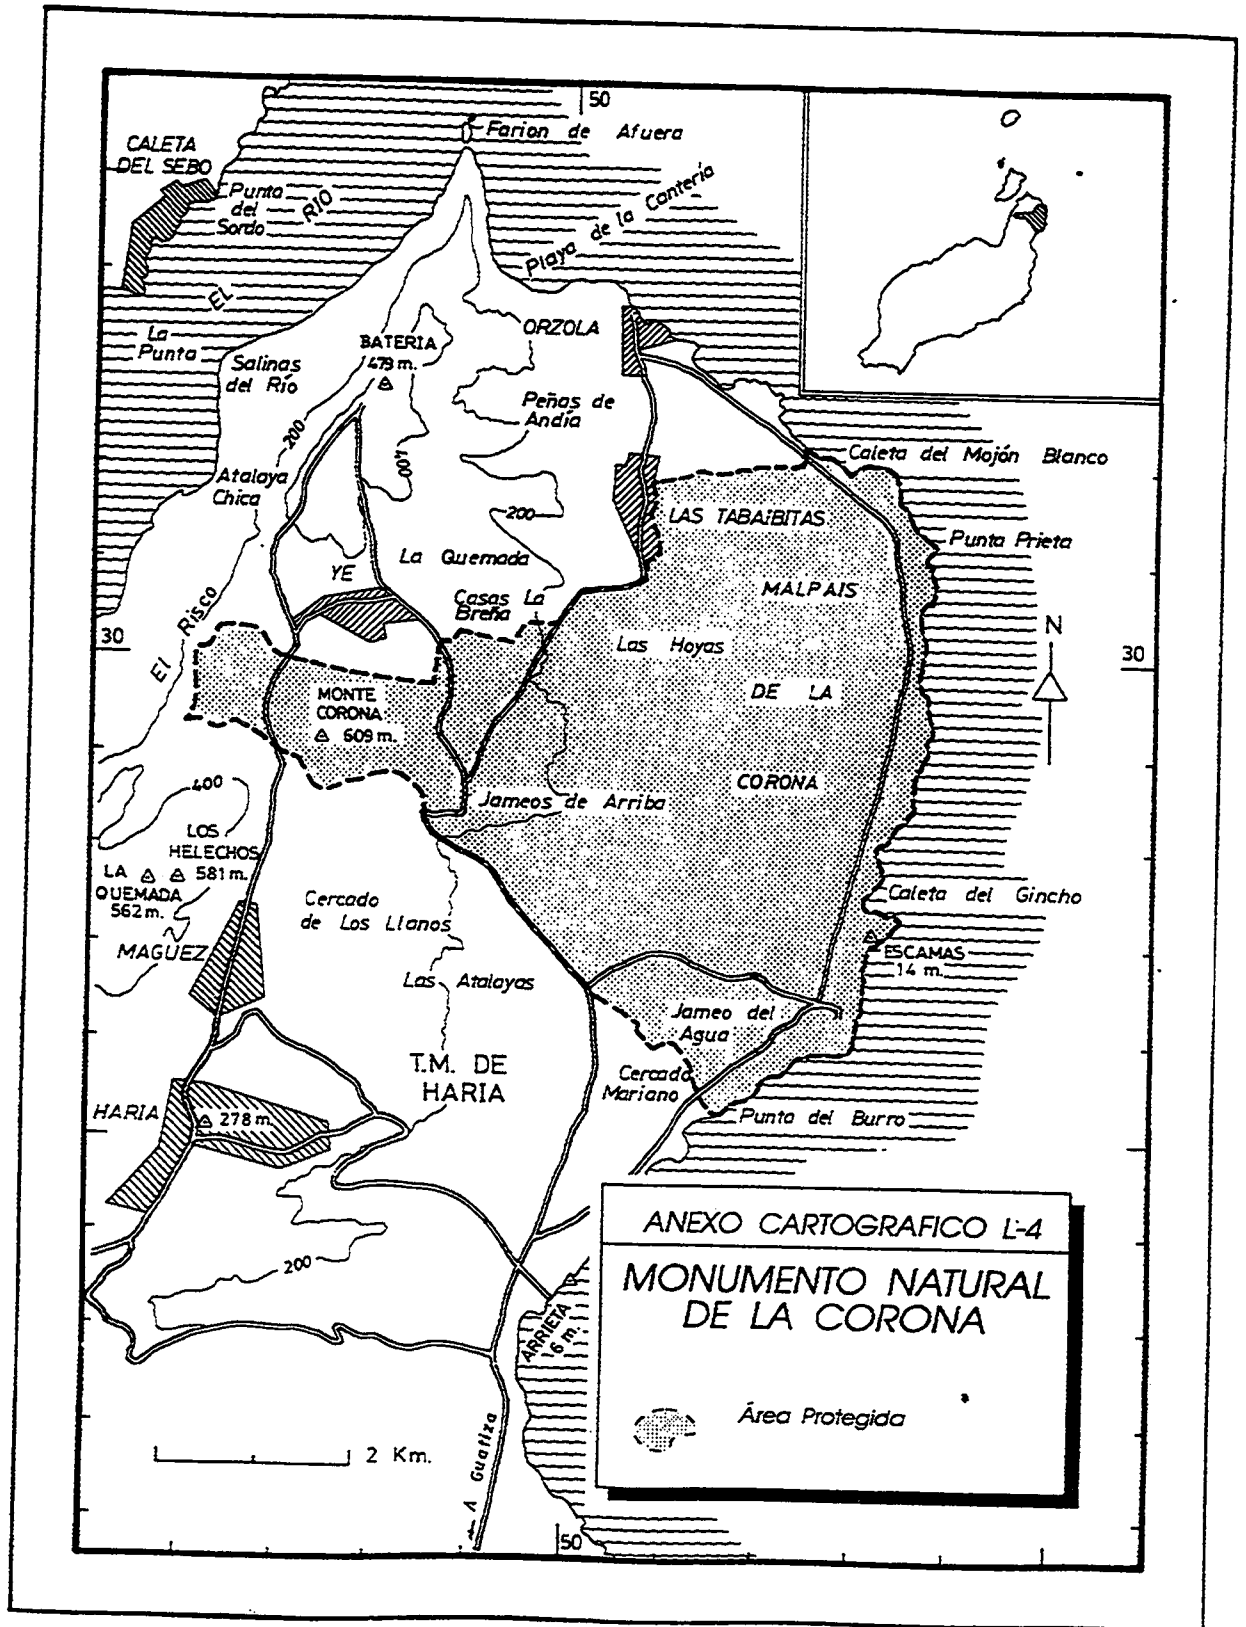 50
Farion de Afuera
CALETA
DEL SEBO
Punta
del
Sordo
EL RIO
Playa de la Cantería
La
Punta
Salinas
del Río
BATERIA
479 m.
ORZOLA
Peñas de
Andía
200
400
Atalaya
Chica
Caleta del Mojón Blanco
200
LAS TABAIBITAS
Punta Prieta
La Quemada
YE
MALPAIS
Casas La
Breña
El Risco
30
Las Hoyas
N
30
DE LA
MONTE
CORONA
609 m.
CORONA
400
Jameos de Arriba
LOS
HELECHOS
581 m.
LA
QUEMADA
562 m.
Cercado
de Los Llanos
Caleta del Gincho
MAGUEZ
ESCAMAS
14 m.
Las Atalayas
Jameo del
Agua
T.M. DE
HARIA
Cercado
Mariano
HARIA
278 m.
Punta del Burro
200
ARRIETA
6 m.
A Guatiza
2 Km.
50
ANEXO CARTOGRAFICO L-4
MONUMENTO NATURAL
DE LA CORONA
Área Protegida